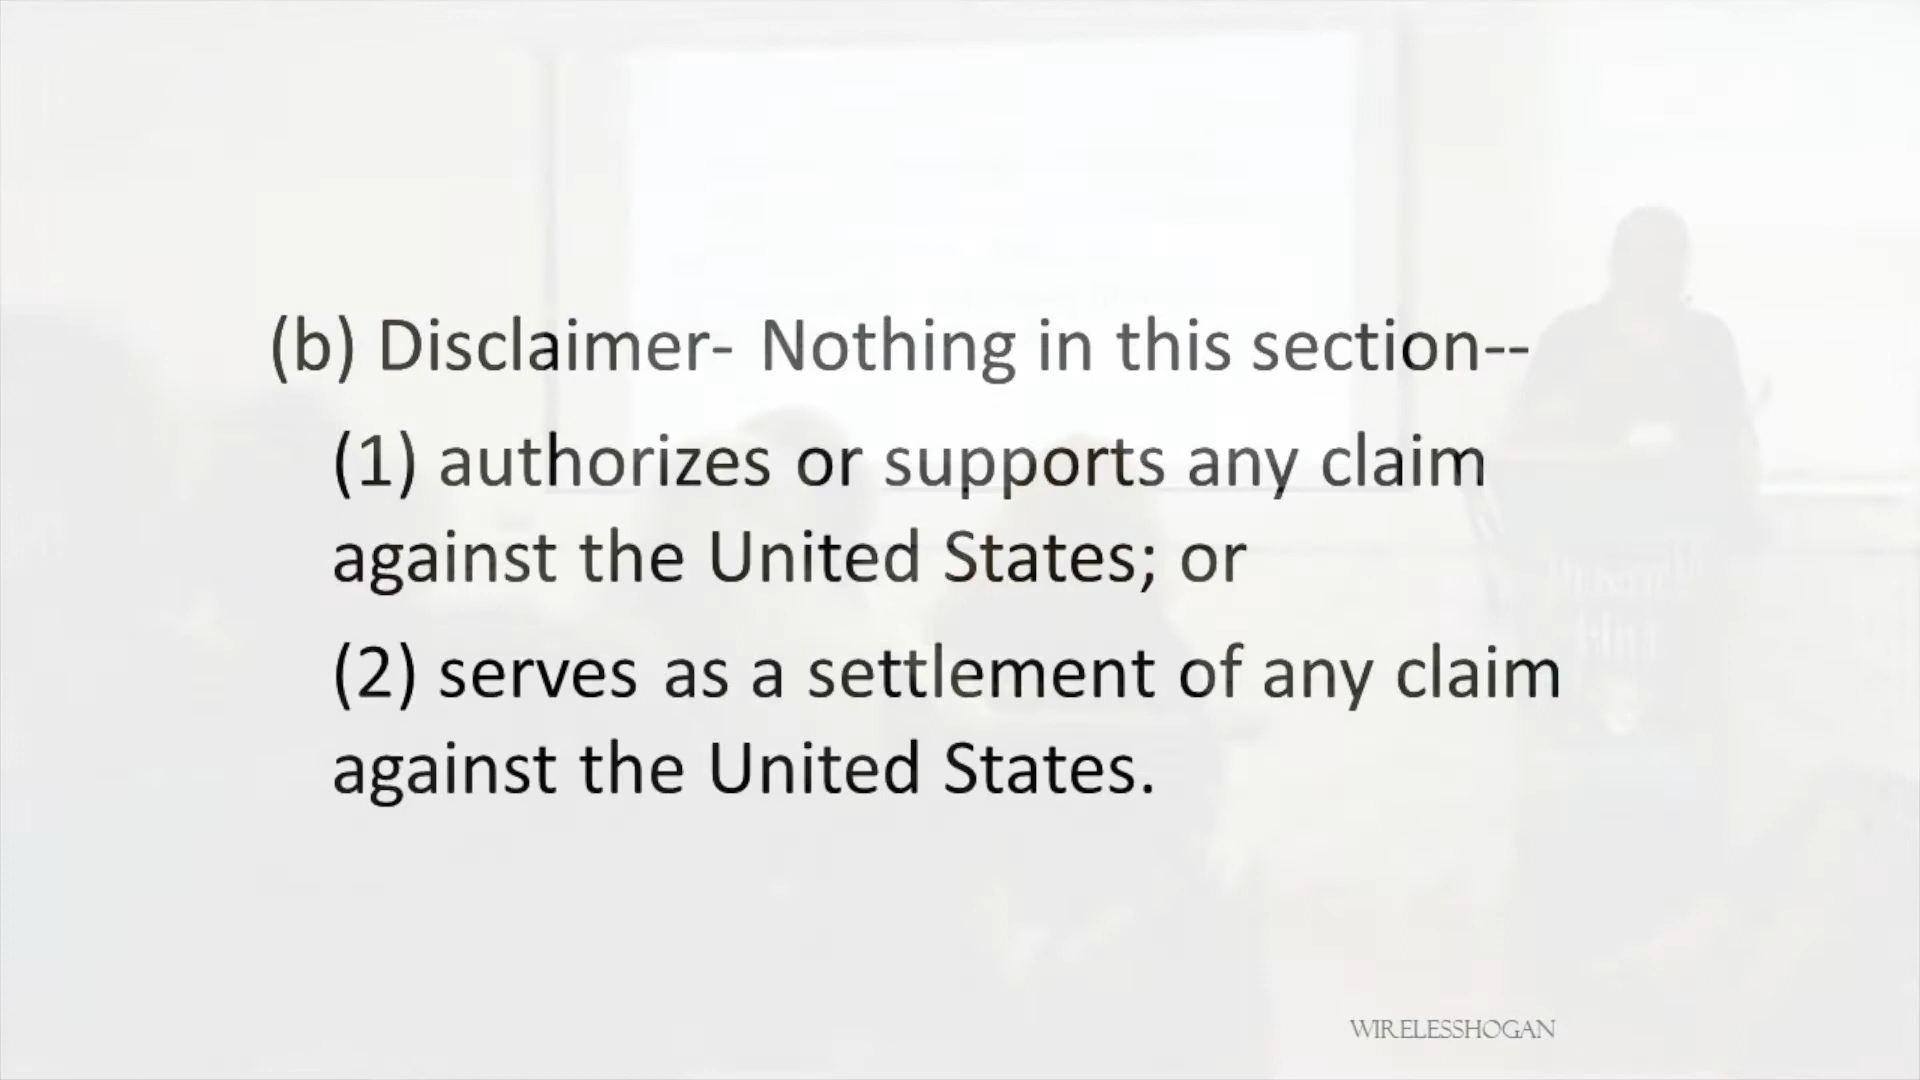 (b) Disclaimer- Nothing in this section--
(1) authorizes or supports any claim
against the United States; or
(2) serves as a settlement of any claim
against the United States.
WIRELESSHOGAN